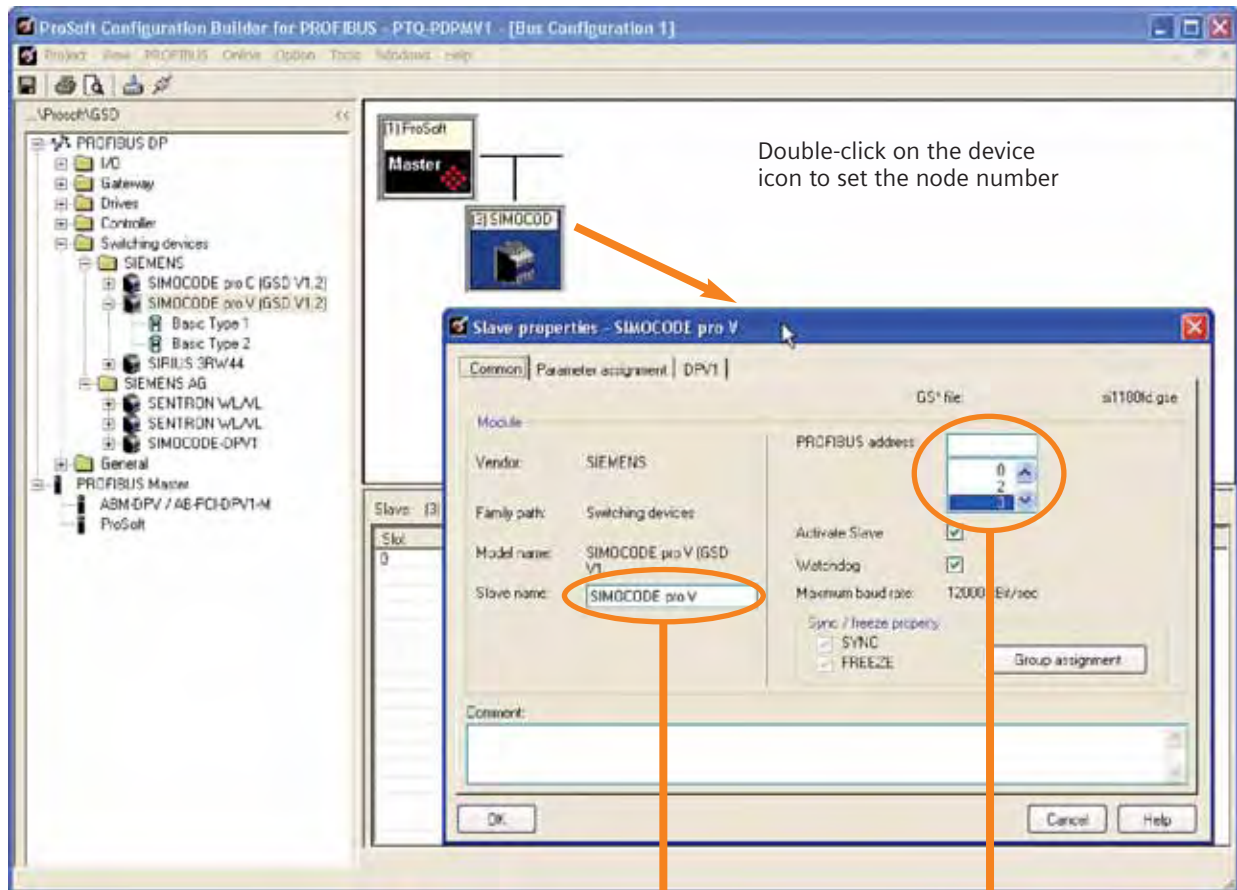 ProSoft Configuration Builder for PROFIBUS - PTQ-PDPMV1 - [Bus Configuration 1]
Project View PROFIBUS Online Option Tools Windows Help
...\Prosoft\GSD <<
PROFIBUS DP
I/O
Gateway
Drives
Controller
Switching devices
SIEMENS
SIMOCODE pro C (GSD V1.2)
SIMOCODE pro V (GSD V1.2)
Basic Type 1
Basic Type 2
SIRIUS 3RW44
SIEMENS AG
SENTRON WL/VL
SENTRON WL/VL
SIMOCODE-DPV1
General
PROFIBUS Master
ABM-DPV / AB-PCI-DPV1-M
ProSoft
[1] ProSoft
Master
[3] SIMOCOD
Double-click on the device
icon to set the node number
Slave: [3]
Slot
0
Slave properties - SIMOCODE pro V
Common
Parameter assignment
DPV1
GS* file: si1180fd.gse
Module
Vendor: SIEMENS
Family path: Switching devices
Model name: SIMOCODE pro V (GSD
V1.
Slave name: SIMOCODE pro V
PROFIBUS address:
0
2
3
Activate Slave
Watchdog
Maximum baud rate: 12000 Bit/sec
Sync / freeze property
SYNC
FREEZE
Group assignment
Comment:
OK
Cancel
Help